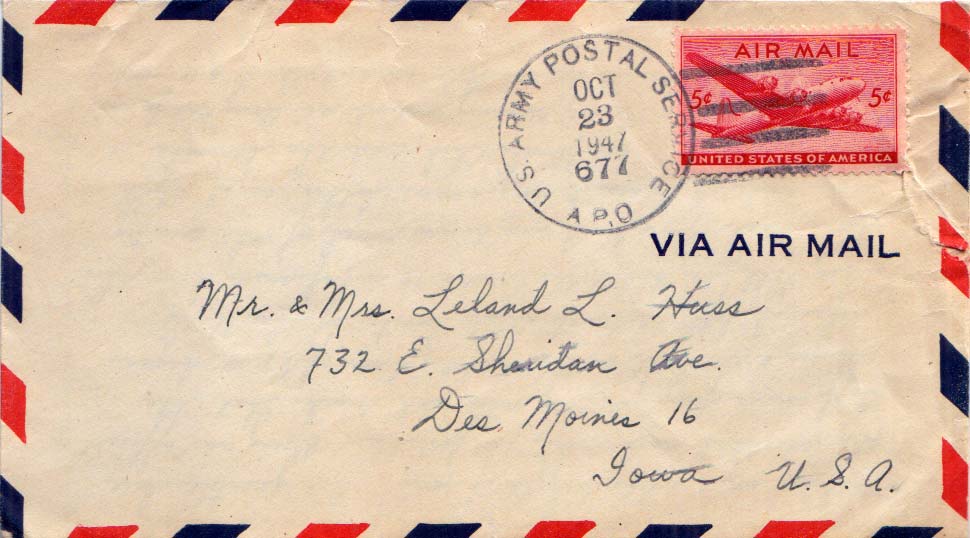 U.S. ARMY POSTAL SERVICE
OCT
23
1947
677
A.P.O
AIR MAIL
5¢ 5¢
UNITED STATES OF AMERICA
VIA AIR MAIL
Mr. & Mrs. Leland L. Huss
732 E. Sheridan Ave.
Des Moines 16
Iowa U.S.A.